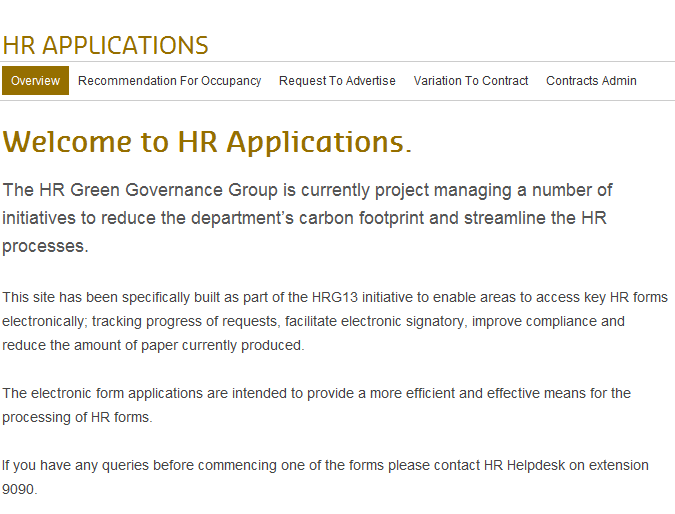 HR APPLICATIONS
Overview Recommendation For Occupancy Request To Advertise Variation To Contract Contracts Admin
Welcome to HR Applications.
The HR Green Governance Group is currently project managing a number of
initiatives to reduce the department's carbon footprint and streamline the HR
processes.
This site has been specifically built as part of the HRG13 initiative to enable areas to access key HR forms
electronically; tracking progress of requests, facilitate electronic signatory, improve compliance and
reduce the amount of paper currently produced.
The electronic form applications are intended to provide a more efficient and effective means for the
processing of HR forms.
If you have any queries before commencing one of the forms please contact HR Helpdesk on extension
9090.